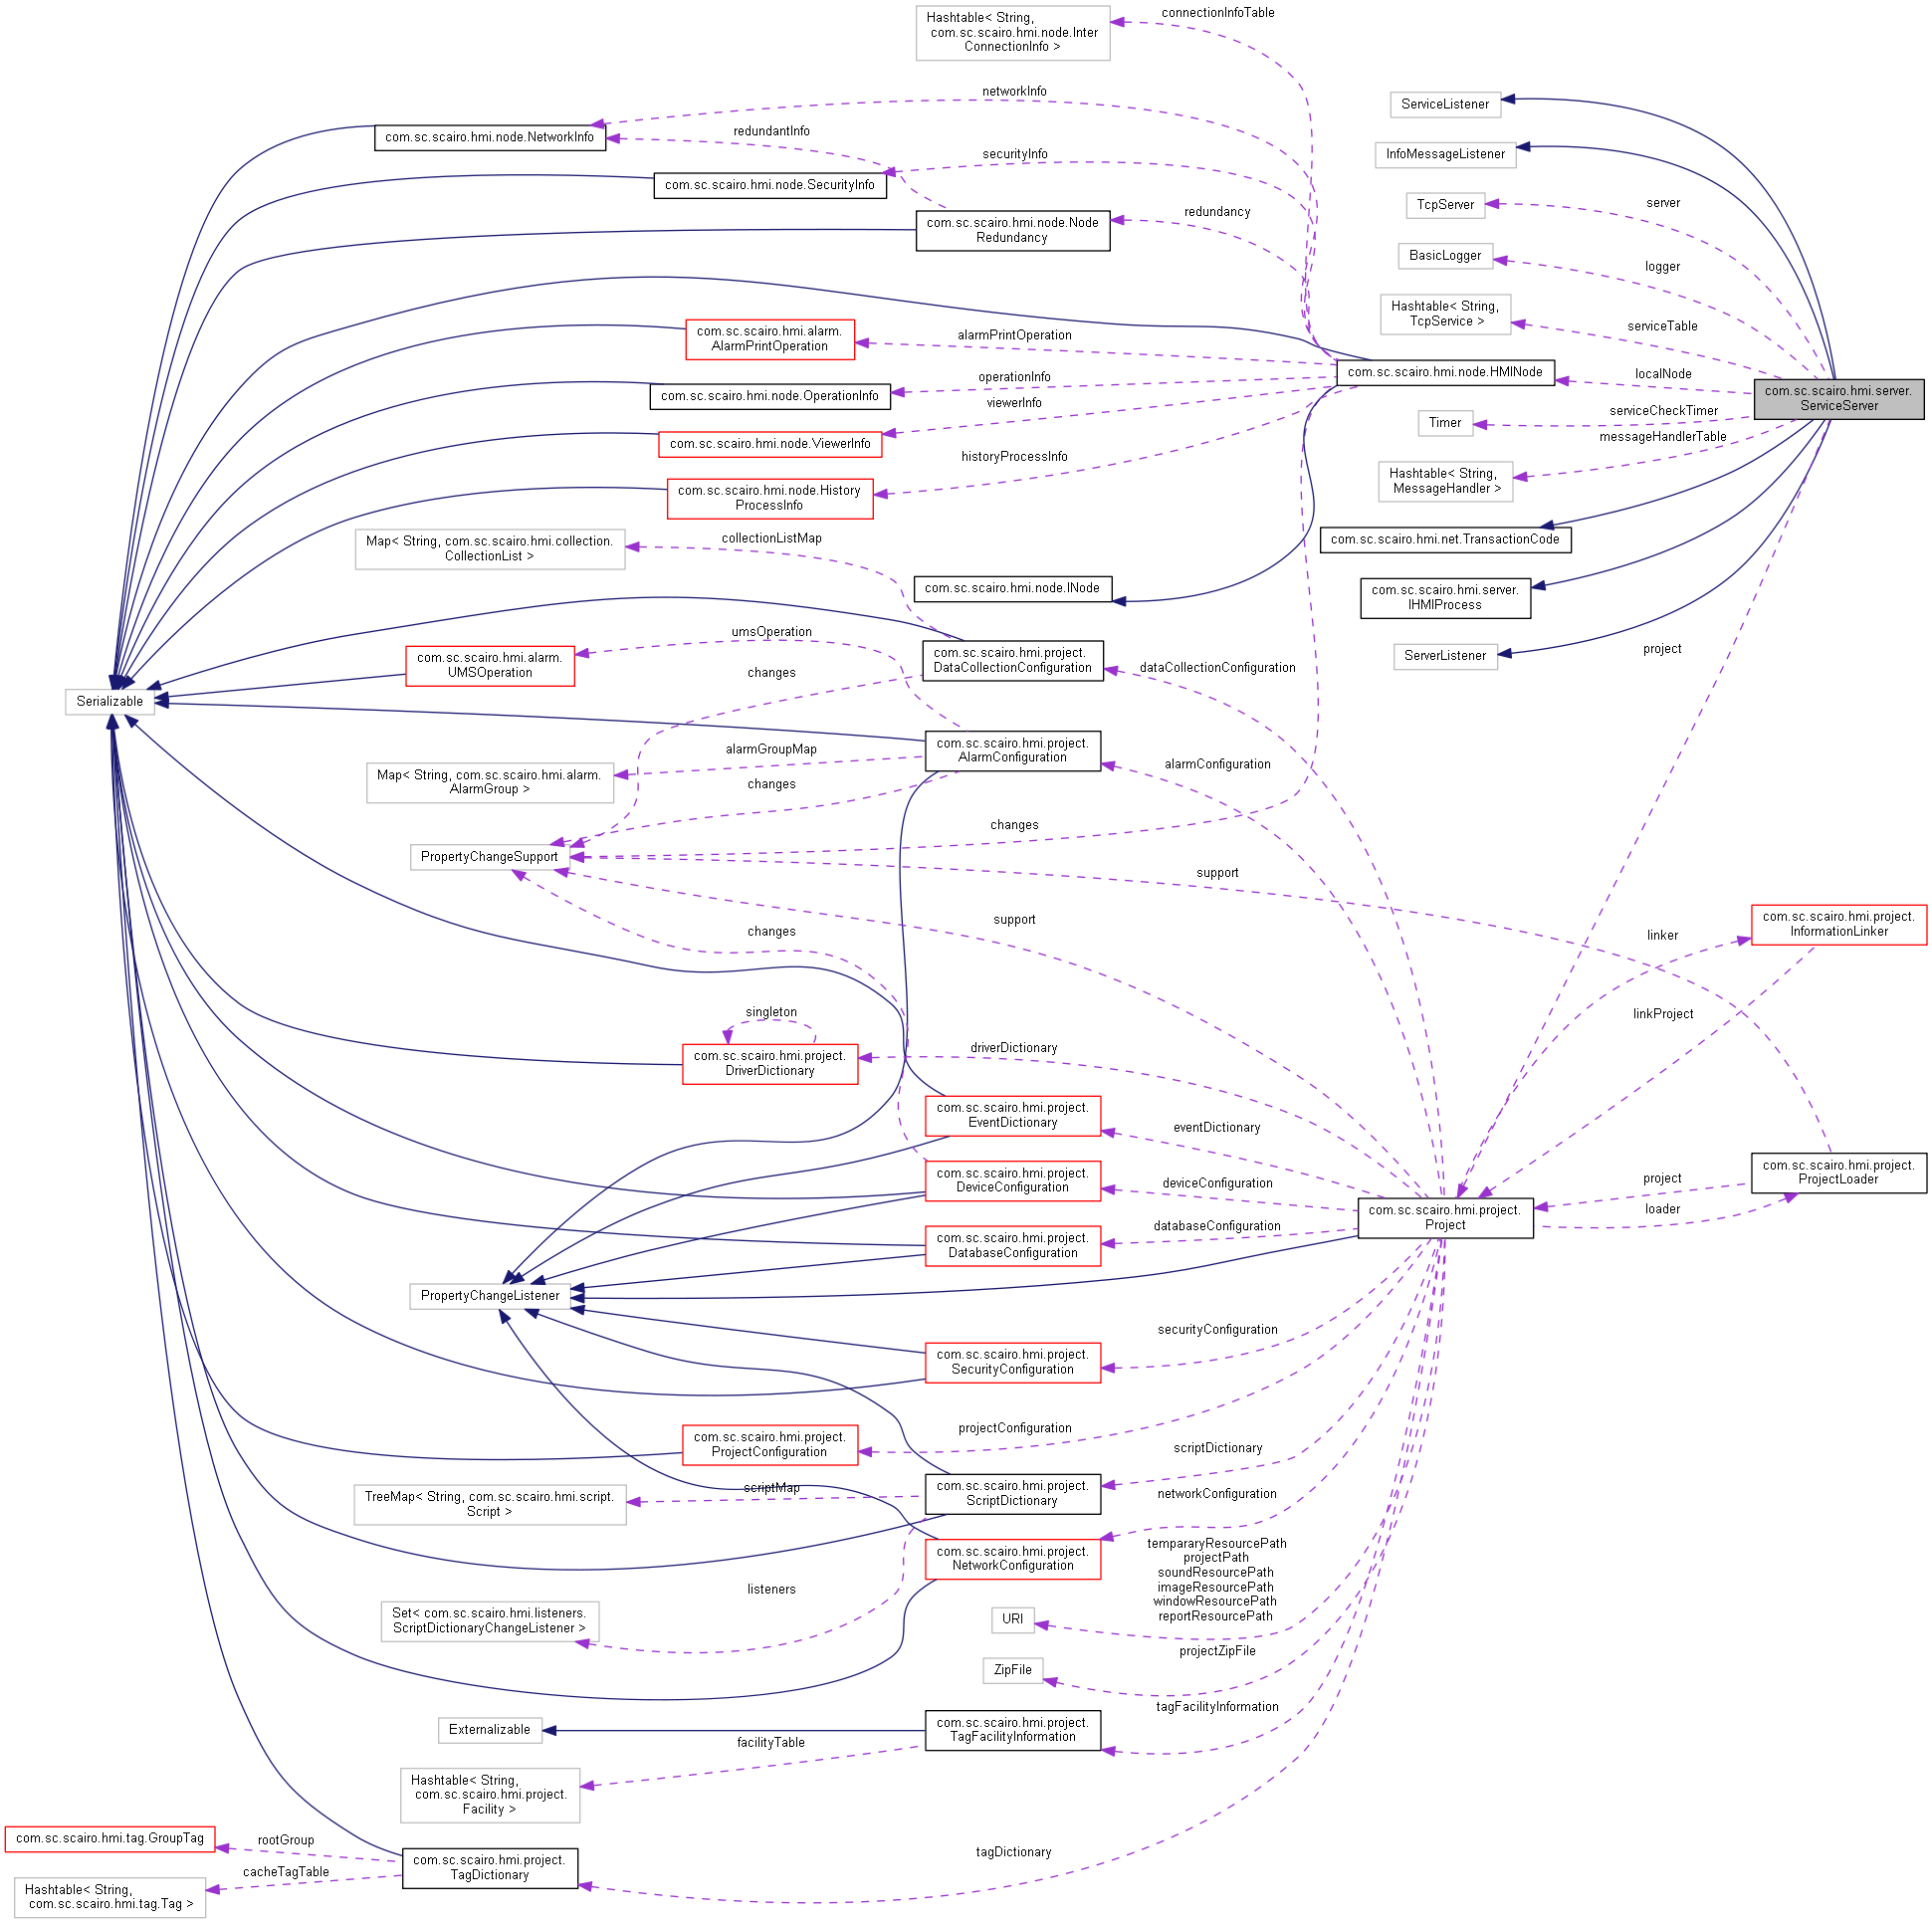 Hashtable< String,
com.sc.scairo.hmi.node.Inter
ConnectionInfo >
connectionInfoTable
networkInfo
ServiceListener
com.sc.scairo.hmi.node.NetworkInfo
redundantInfo
securityInfo
InfoMessageListener
com.sc.scairo.hmi.node.SecurityInfo
TcpServer
server
com.sc.scairo.hmi.node.Node
Redundancy
redundancy
BasicLogger
logger
Hashtable< String,
TcpService >
serviceTable
com.sc.scairo.hmi.alarm.
AlarmPrintOperation
alarmPrintOperation
com.sc.scairo.hmi.node.HMINode
localNode
com.sc.scairo.hmi.server.
ServiceServer
com.sc.scairo.hmi.node.OperationInfo
operationInfo
viewerInfo
Timer
serviceCheckTimer
messageHandlerTable
com.sc.scairo.hmi.node.ViewerInfo
historyProcessInfo
Hashtable< String,
MessageHandler >
com.sc.scairo.hmi.node.History
ProcessInfo
Map< String, com.sc.scairo.hmi.collection.
CollectionList >
collectionListMap
com.sc.scairo.hmi.net.TransactionCode
com.sc.scairo.hmi.node.INode
com.sc.scairo.hmi.server.
IHMIProcess
umsOperation
com.sc.scairo.hmi.project.
DataCollectionConfiguration
dataCollectionConfiguration
ServerListener
project
com.sc.scairo.hmi.alarm.
UMSOperation
changes
Serializable
com.sc.scairo.hmi.project.
AlarmConfiguration
alarmGroupMap
alarmConfiguration
Map< String, com.sc.scairo.hmi.alarm.
AlarmGroup >
changes
changes
PropertyChangeSupport
support
support
changes
com.sc.scairo.hmi.project.
InformationLinker
linker
linkProject
singleton
com.sc.scairo.hmi.project.
DriverDictionary
driverDictionary
com.sc.scairo.hmi.project.
EventDictionary
eventDictionary
com.sc.scairo.hmi.project.
DeviceConfiguration
deviceConfiguration
com.sc.scairo.hmi.project.
ProjectLoader
project
loader
com.sc.scairo.hmi.project.
Project
com.sc.scairo.hmi.project.
DatabaseConfiguration
databaseConfiguration
PropertyChangeListener
com.sc.scairo.hmi.project.
SecurityConfiguration
securityConfiguration
com.sc.scairo.hmi.project.
ProjectConfiguration
projectConfiguration
scriptDictionary
TreeMap< String, com.sc.scairo.hmi.script.
Script >
scriptMap
com.sc.scairo.hmi.project.
ScriptDictionary
networkConfiguration
com.sc.scairo.hmi.project.
NetworkConfiguration
tempararyResourcePath
projectPath
soundResourcePath
imageResourcePath
windowResourcePath
reportResourcePath
listeners
Set< com.sc.scairo.hmi.listeners.
ScriptDictionaryChangeListener >
URI
projectZipFile
ZipFile
tagFacilityInformation
Externalizable
com.sc.scairo.hmi.project.
TagFacilityInformation
facilityTable
Hashtable< String,
com.sc.scairo.hmi.project.
Facility >
com.sc.scairo.hmi.tag.GroupTag
rootGroup
tagDictionary
com.sc.scairo.hmi.project.
TagDictionary
cacheTagTable
Hashtable< String,
com.sc.scairo.hmi.tag.Tag >